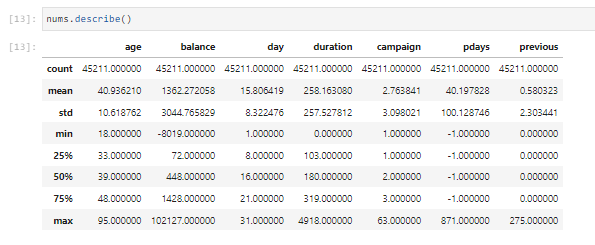 [13]: nums.describe()
[13]:
age balance day duration campaign pdays previous
count 45211.000000 45211.000000 45211.000000 45211.000000 45211.000000 45211.000000 45211.000000
mean 40.936210 1362.272058 15.806419 258.163080 2.763841 40.197828 0.580323
std 10.618762 3044.765829 8.322476 257.527812 3.098021 100.128746 2.303441
min 18.000000 -8019.000000 1.000000 0.000000 1.000000 -1.000000 0.000000
25% 33.000000 72.000000 8.000000 103.000000 1.000000 -1.000000 0.000000
50% 39.000000 448.000000 16.000000 180.000000 2.000000 -1.000000 0.000000
75% 48.000000 1428.000000 21.000000 319.000000 3.000000 -1.000000 0.000000
max 95.000000 102127.000000 31.000000 4918.000000 63.000000 871.000000 275.000000